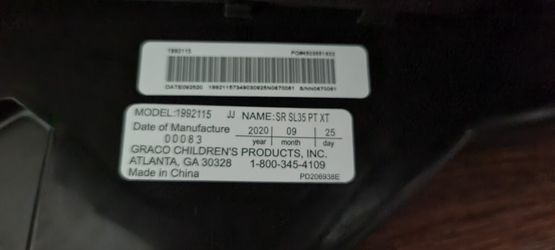 1992115
DATE092520 S/NN0670061
MODEL:1992115 JJ NAME:SR SL35 PT XT
Date of Manufacture 2020 09 25
00083 year month day
GRACO CHILDREN'S PRODUCTS, INC.
ATLANTA, GA 30328 1-800-345-4109
Made in China PD206938E